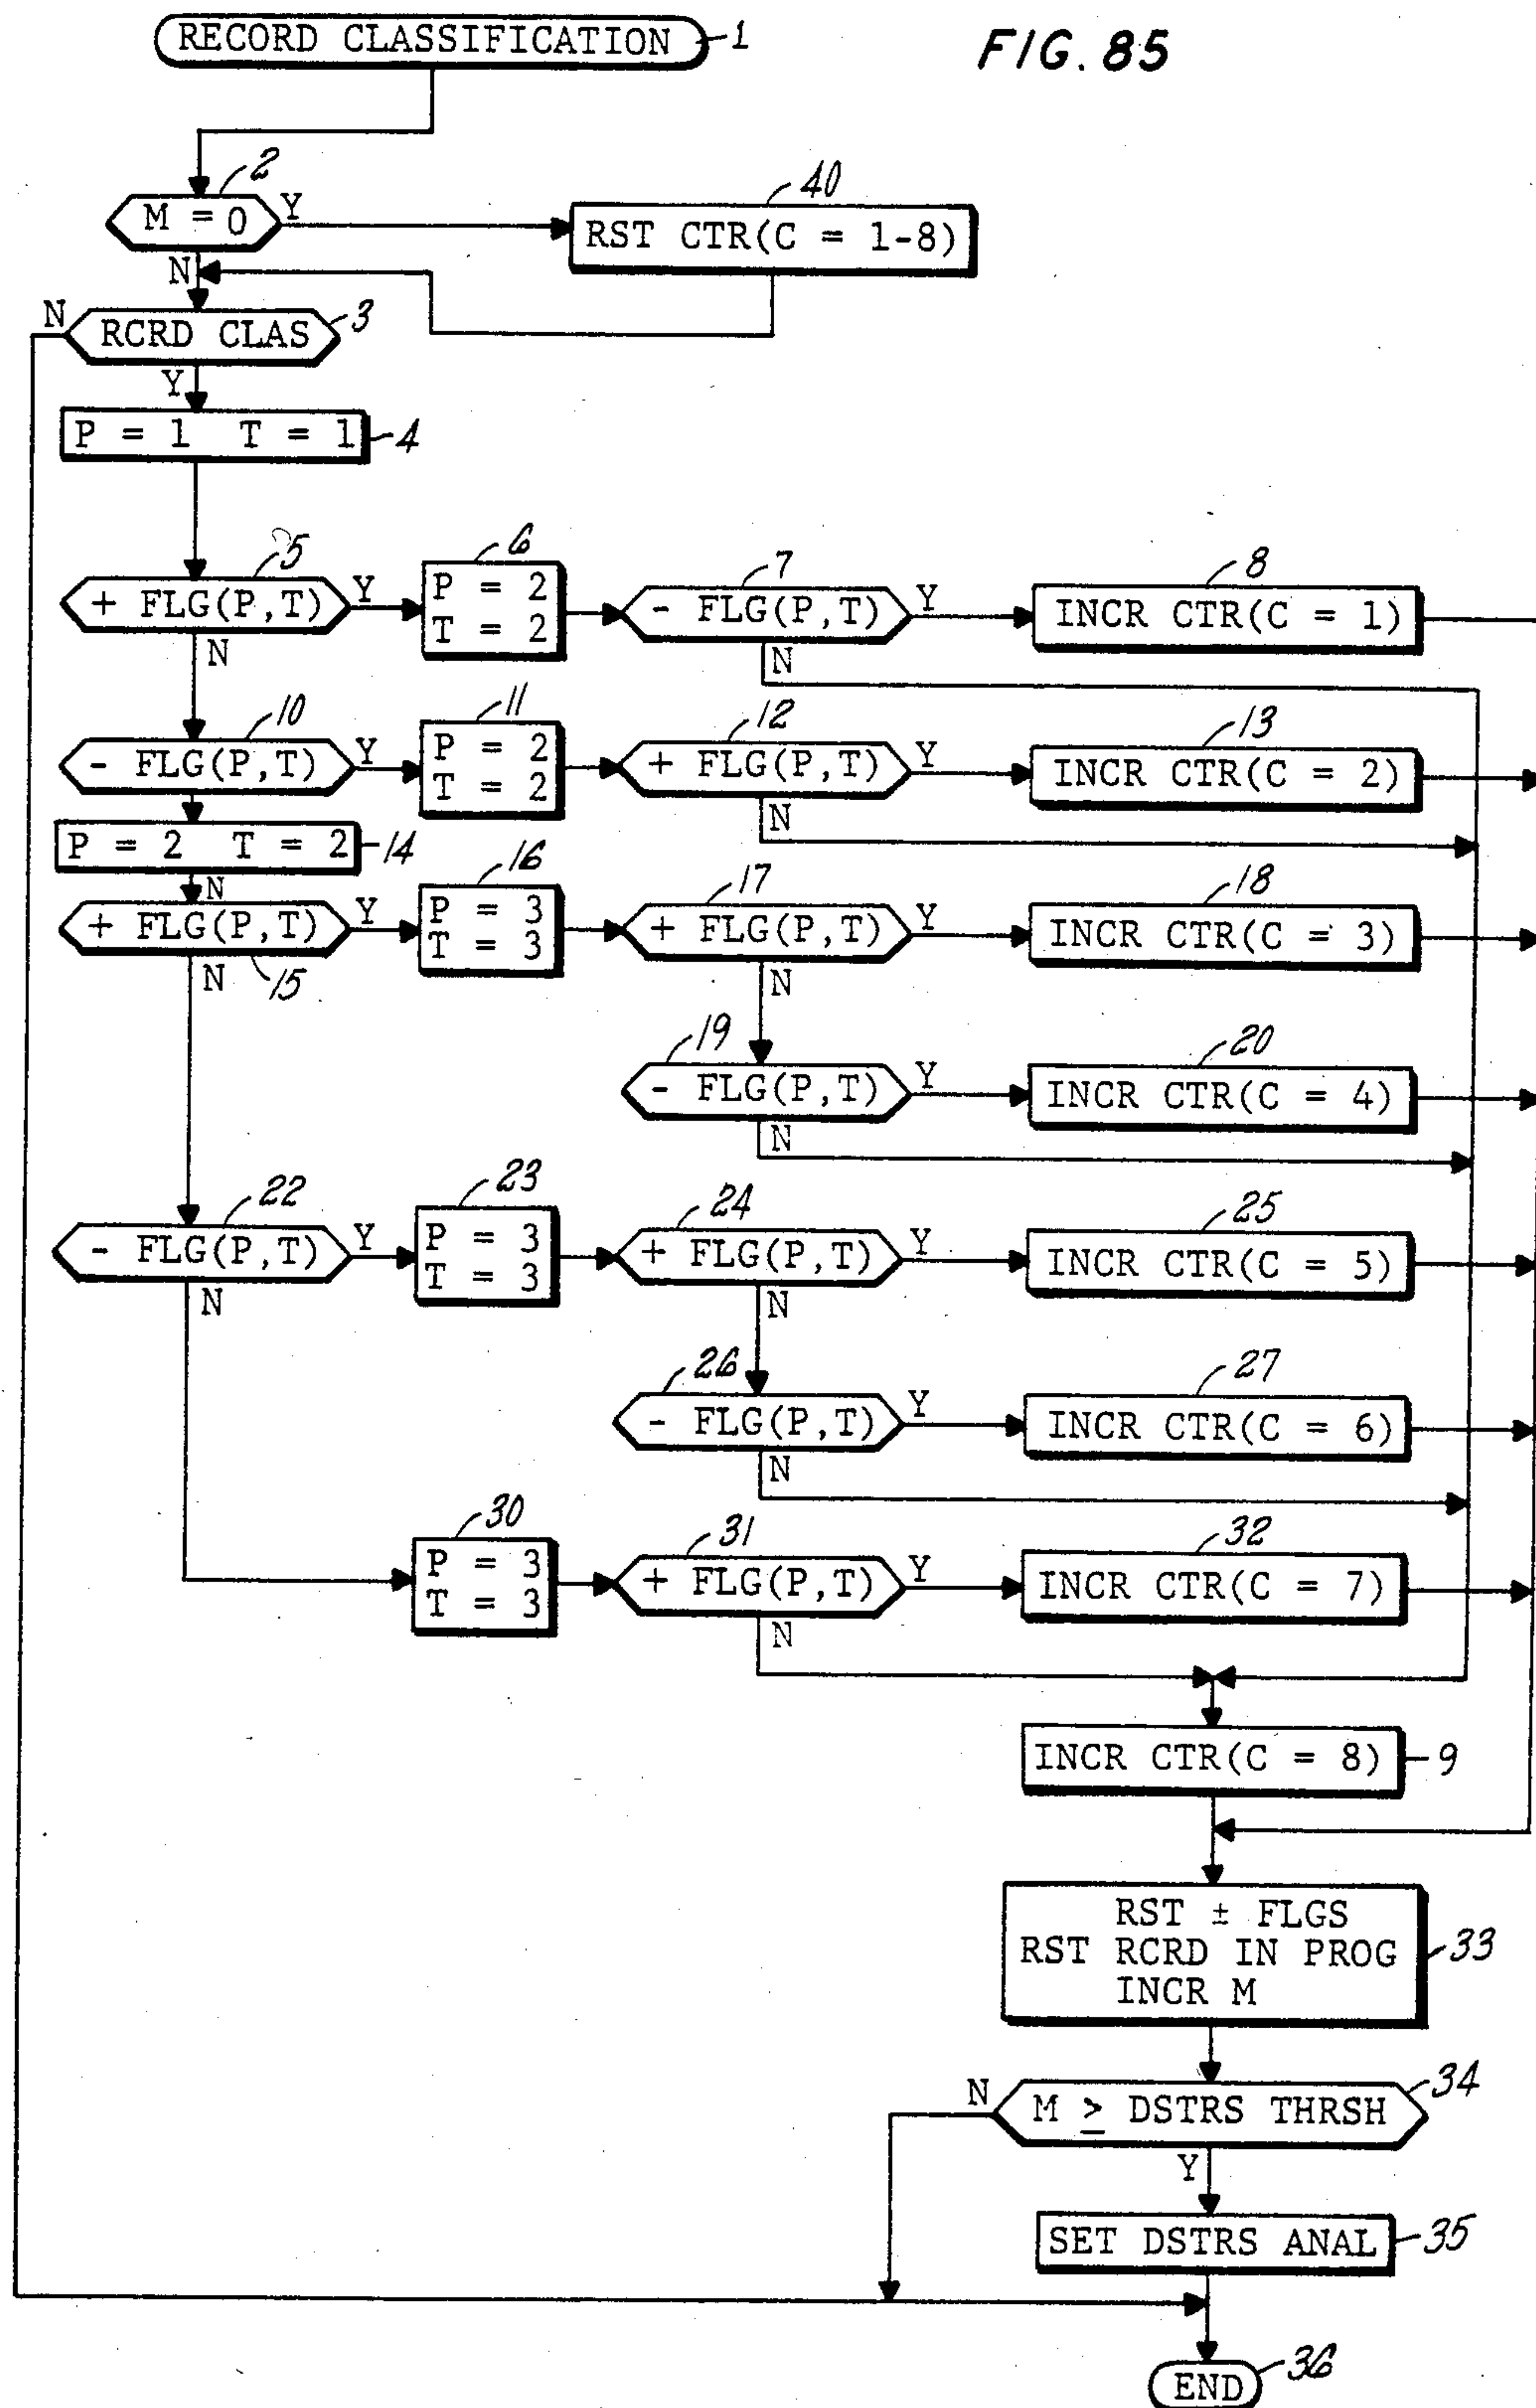 RECORD CLASSIFICATION 1
FIG. 85
2
M = 0 Y
40
RST CTR(C = 1-8)
N
N RCRD CLAS 3
Y
P = 1 T = 1 4
5
+ FLG(P,T) Y
N
6
P = 2
T = 2
7
- FLG(P,T) Y
N
8
INCR CTR(C = 1)
10
- FLG(P,T) Y
11
P = 2
T = 2
12
+ FLG(P,T) Y
N
13
INCR CTR(C = 2)
P = 2 T = 2 14
N
+ FLG(P,T) Y
N 15
16
P = 3
T = 3
17
+ FLG(P,T) Y
N
18
INCR CTR(C = 3)
19
- FLG(P,T) Y
N
20
INCR CTR(C = 4)
22
- FLG(P,T) Y
N
23
P = 3
T = 3
24
+ FLG(P,T) Y
N
25
INCR CTR(C = 5)
26
- FLG(P,T) Y
N
27
INCR CTR(C = 6)
30
P = 3
T = 3
31
+ FLG(P,T) Y
N
32
INCR CTR(C = 7)
INCR CTR(C = 8) 9
RST ± FLGS
RST RCRD IN PROG 33
INCR M
N M ≥ DSTRS THRSH 34
Y
SET DSTRS ANAL 35
END 36